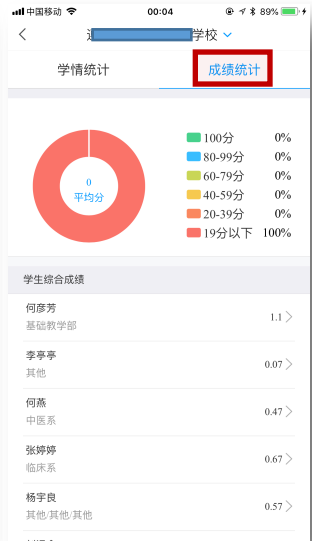 中国移动 00:04 89%
学校
学情统计 成绩统计
0
平均分
100分 0%
80-99分 0%
60-79分 0%
40-59分 0%
20-39分 0%
19分以下 100%
学生综合成绩
何彦芳
基础教学部
1.1
李亭亭
其他
0.07
何燕
中医系
0.47
张婷婷
临床系
0.67
杨宇良
其他/其他/其他
0.57